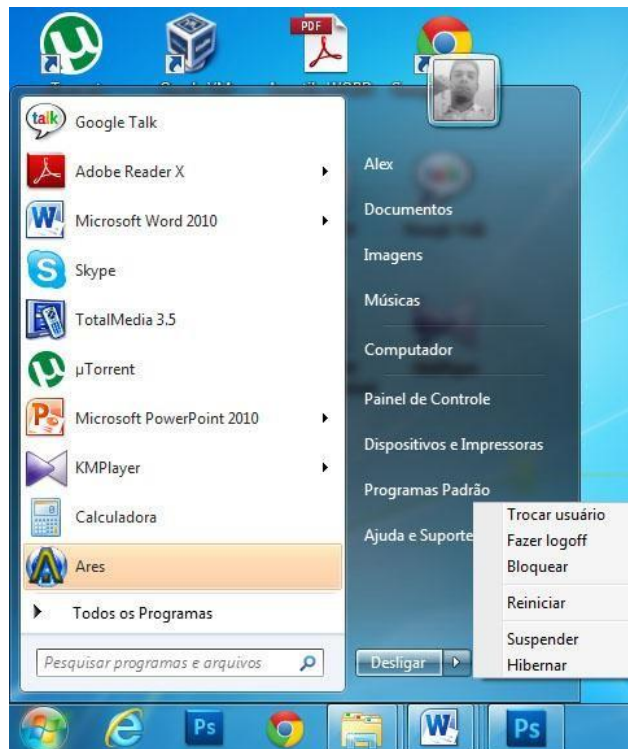 PDF
talk
Google Talk
Adobe Reader X
Microsoft Word 2010
Skype
TotalMedia 3.5
µTorrent
Microsoft PowerPoint 2010
KMPlayer
Calculadora
Ares
Todos os Programas
Pesquisar programas e arquivos
Alex
Documentos
Imagens
Músicas
Computador
Painel de Controle
Dispositivos e Impressoras
Programas Padrão
Ajuda e Suporte
Desligar
Trocar usuário
Fazer logoff
Bloquear
Reiniciar
Suspender
Hibernar
Ps
W
Ps